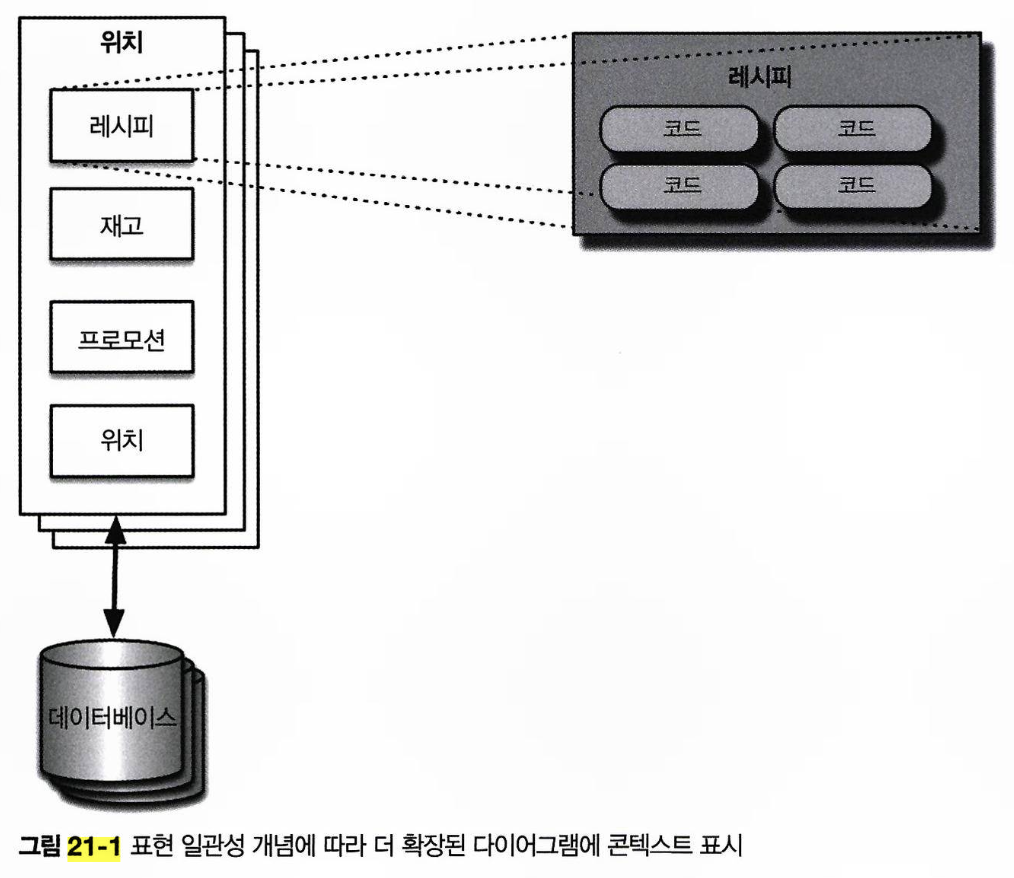 위치
레시피
재고
프로모션
위치
레시피
코드 코드
코드 코드
데이터베이스
그림 21-1 표현 일관성 개념에 따라 더 확장된 다이어그램에 콘텍스트 표시